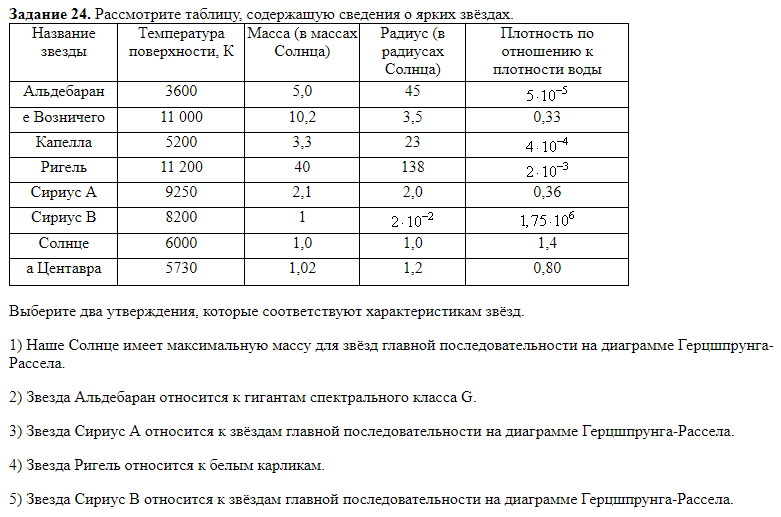 Задание 24. Рассмотрите таблицу, содержащую сведения о ярких звёздах.
Название звезды | Температура поверхности, К | Масса (в массах Солнца) | Радиус (в радиусах Солнца) | Плотность по отношению к плотности воды
Альдебаран | 3600 | 5,0 | 45 | 5·10⁻⁵
е Возничего | 11 000 | 10,2 | 3,5 | 0,33
Капелла | 5200 | 3,3 | 23 | 4·10⁻⁴
Ригель | 11 200 | 40 | 138 | 2·10⁻³
Сириус А | 9250 | 2,1 | 2,0 | 0,36
Сириус В | 8200 | 1 | 2·10⁻² | 1,75·10⁶
Солнце | 6000 | 1,0 | 1,0 | 1,4
а Центавра | 5730 | 1,02 | 1,2 | 0,80
Выберите два утверждения, которые соответствуют характеристикам звёзд.
1) Наше Солнце имеет максимальную массу для звёзд главной последовательности на диаграмме Герцшпрунга-
Рассела.
2) Звезда Альдебаран относится к гигантам спектрального класса G.
3) Звезда Сириус А относится к звёздам главной последовательности на диаграмме Герцшпрунга-Рассела.
4) Звезда Ригель относится к белым карликам.
5) Звезда Сириус В относится к звёздам главной последовательности на диаграмме Герцшпрунга-Рассела.